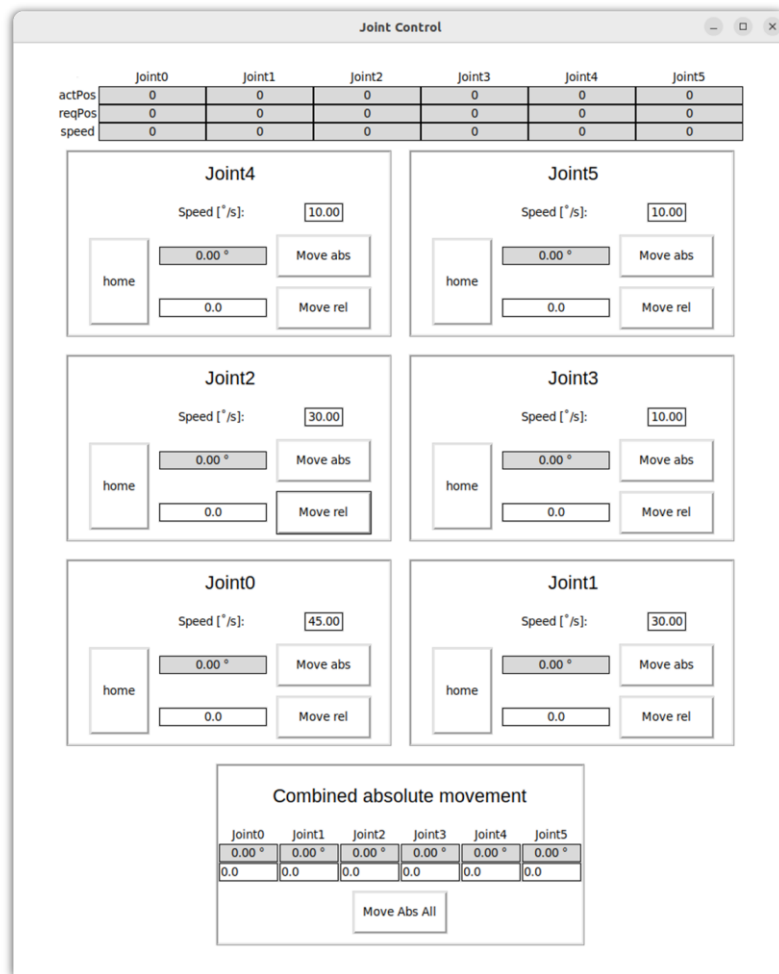 Joint Control
Joint0 Joint1 Joint2 Joint3 Joint4 Joint5
actPos 0 0 0 0 0 0
reqPos 0 0 0 0 0 0
speed 0 0 0 0 0 0
Joint4
Speed [°/s]: 10.00
home
0.00 ° Move abs
0.0 Move rel
Joint5
Speed [°/s]: 10.00
home
0.00 ° Move abs
0.0 Move rel
Joint2
Speed [°/s]: 30.00
home
0.00 ° Move abs
0.0 Move rel
Joint3
Speed [°/s]: 10.00
home
0.00 ° Move abs
0.0 Move rel
Joint0
Speed [°/s]: 45.00
home
0.00 ° Move abs
0.0 Move rel
Joint1
Speed [°/s]: 30.00
home
0.00 ° Move abs
0.0 Move rel
Combined absolute movement
Joint0 Joint1 Joint2 Joint3 Joint4 Joint5
0.00 ° 0.00 ° 0.00 ° 0.00 ° 0.00 ° 0.00 °
0.0 0.0 0.0 0.0 0.0 0.0
Move Abs All